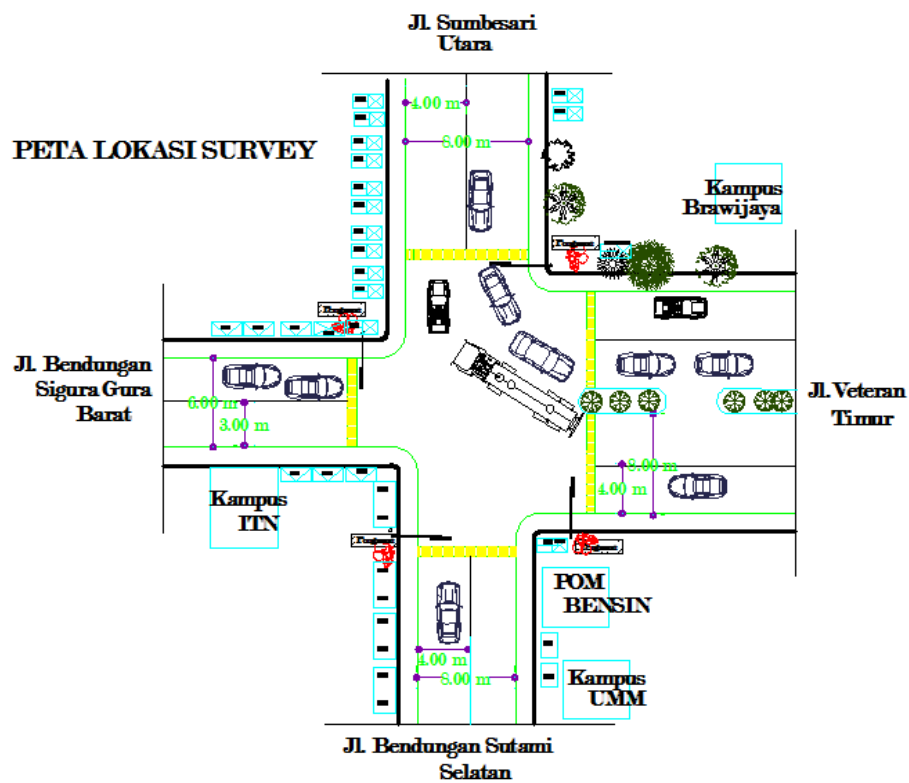 Jl. Sumbesari
Utara
4.00 m
8.00 m
PETA LOKASI SURVEY
Kampus
Brawijaya
Jl. Bendungan
Sigura Gura
Barat
6.00 m
3.00 m
Jl. Veteran
Timur
8.00 m
4.00 m
Kampus
ITN
POM
BENSIN
4.00 m
8.00 m
Kampus
UMM
Jl. Bendungan Sutami
Selatan